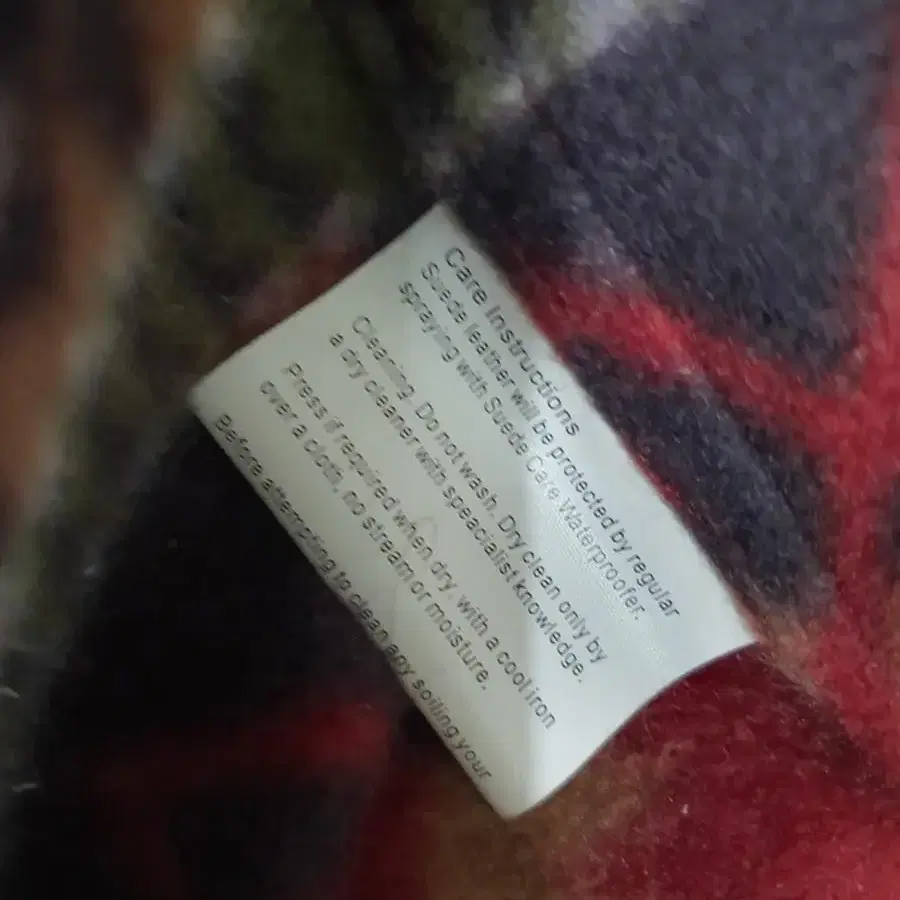 Care Instructions
Suede leather will be protected by regular
spraying with Suede Care Waterproofer.
Cleaning. Do not wash. Dry clean only by
a dry cleaner with speacialist knowledge.
Press if required when, dry, with a cool iron
over a cloth, no stream or moisture.
Before attempting to clean any soiling your